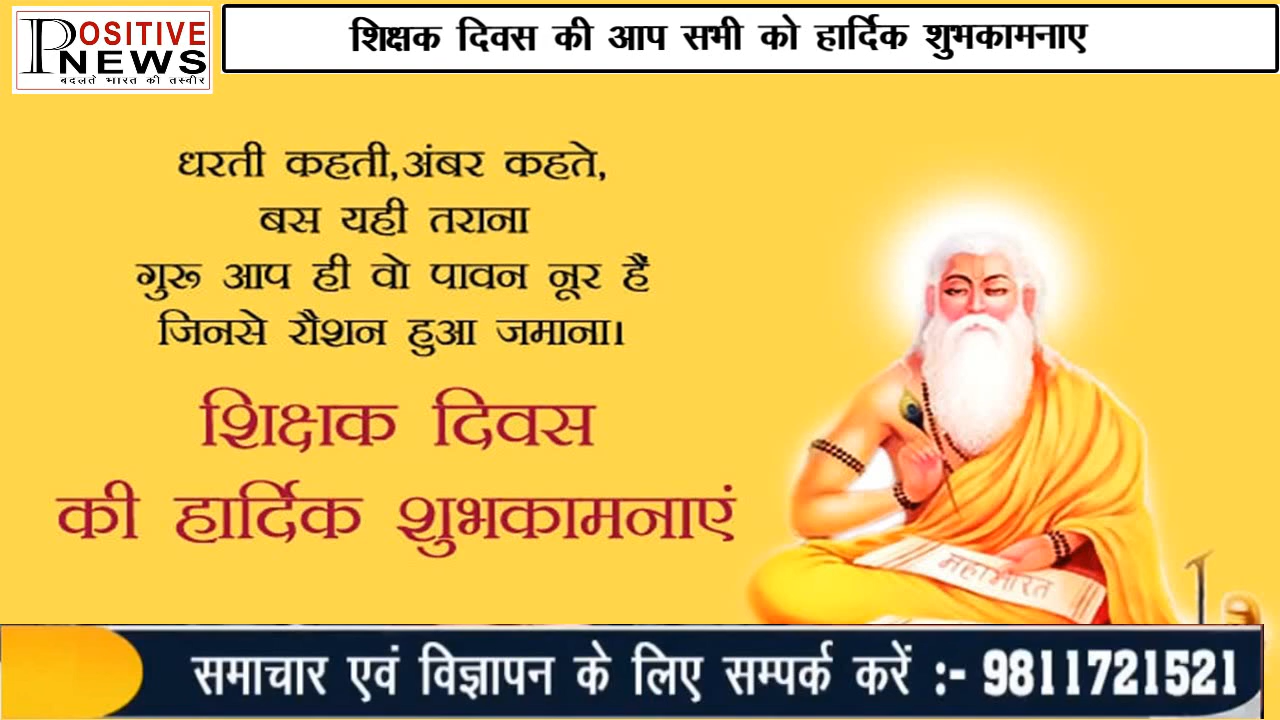 POSITIVE
NEWS
बदलते भारत की तस्वीर
शिक्षक दिवस की आप सभी को हार्दिक शुभकामनाए
धरती कहती,अंबर कहते,
बस यही तराना
गुरू आप ही वो पावन नूर हैं
जिनसे रौशन हुआ जमाना।
शिक्षक दिवस
की हार्दिक शुभकामनाएं
महाभारत
समाचार एवं विज्ञापन के लिए सम्पर्क करें :- 9811721521